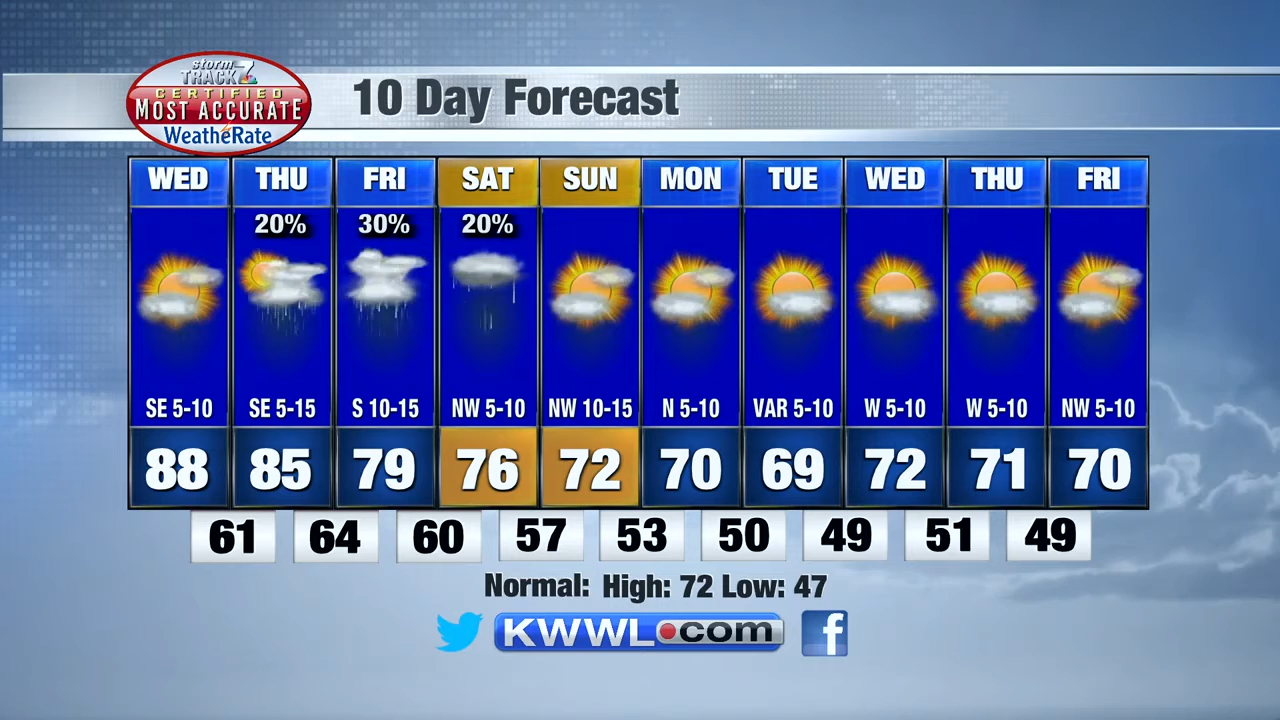 storm
TRACK 7
CERTIFIED
MOST ACCURATE
WeatheRate
10 Day Forecast
WED THU FRI SAT SUN MON TUE WED THU FRI
20% 30% 20%
SE 5-10 SE 5-15 S 10-15 NW 5-10 NW 10-15 N 5-10 VAR 5-10 W 5-10 W 5-10 NW 5-10
88 85 79 76 72 70 69 72 71 70
61 64 60 57 53 50 49 51 49
Normal: High: 72 Low: 47
KWWL.com f